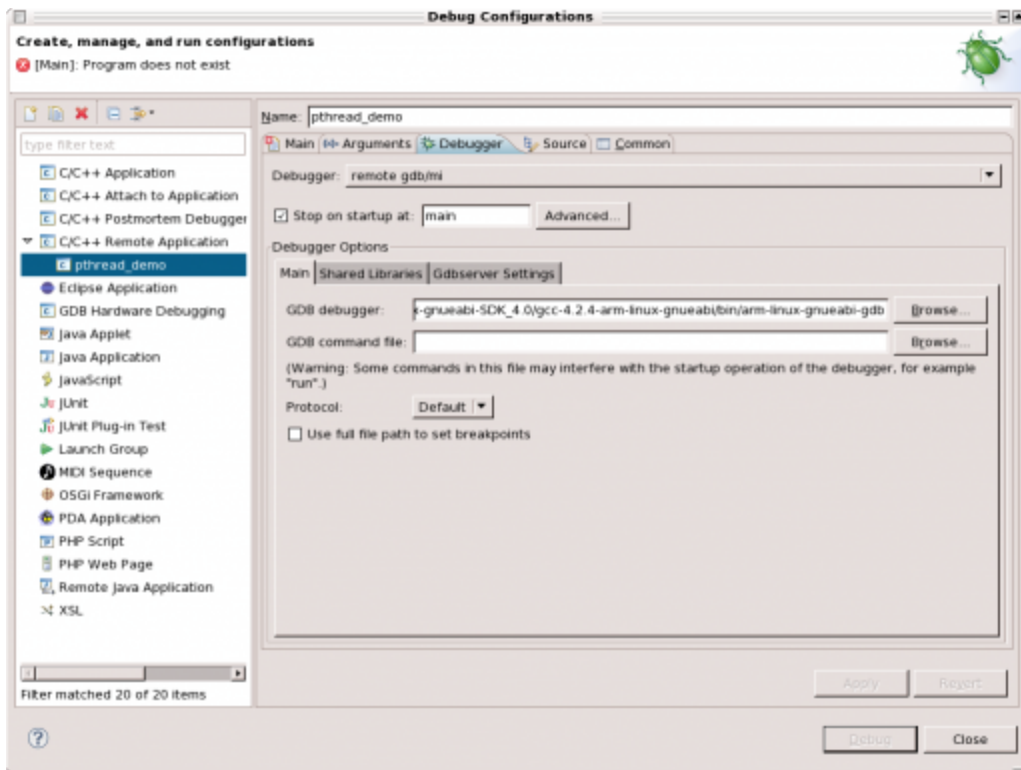 Debug Configurations
Create, manage, and run configurations
[Main]: Program does not exist
type filter text
C/C++ Application
C/C++ Attach to Application
C/C++ Postmortem Debugger
C/C++ Remote Application
pthread_demo
Eclipse Application
GDB Hardware Debugging
Java Applet
Java Application
JavaScript
JUnit
JUnit Plug-in Test
Launch Group
MIDI Sequence
OSGi Framework
PDA Application
PHP Script
PHP Web Page
Remote Java Application
XSL
Filter matched 20 of 20 items
Name: pthread_demo
Main Arguments Debugger Source Common
Debugger: remote gdb/mi
Stop on startup at: main Advanced...
Debugger Options
Main Shared Libraries Gdbserver Settings
GDB debugger: -gnueabi-SDK_4.0/gcc-4.2.4-arm-linux-gnueabi/bin/arm-linux-gnueabi-gdb Browse...
GDB command file: Browse...
(Warning: Some commands in this file may interfere with the startup operation of the debugger, for example
"run".)
Protocol: Default
Use full file path to set breakpoints
Apply Revert
Debug Close